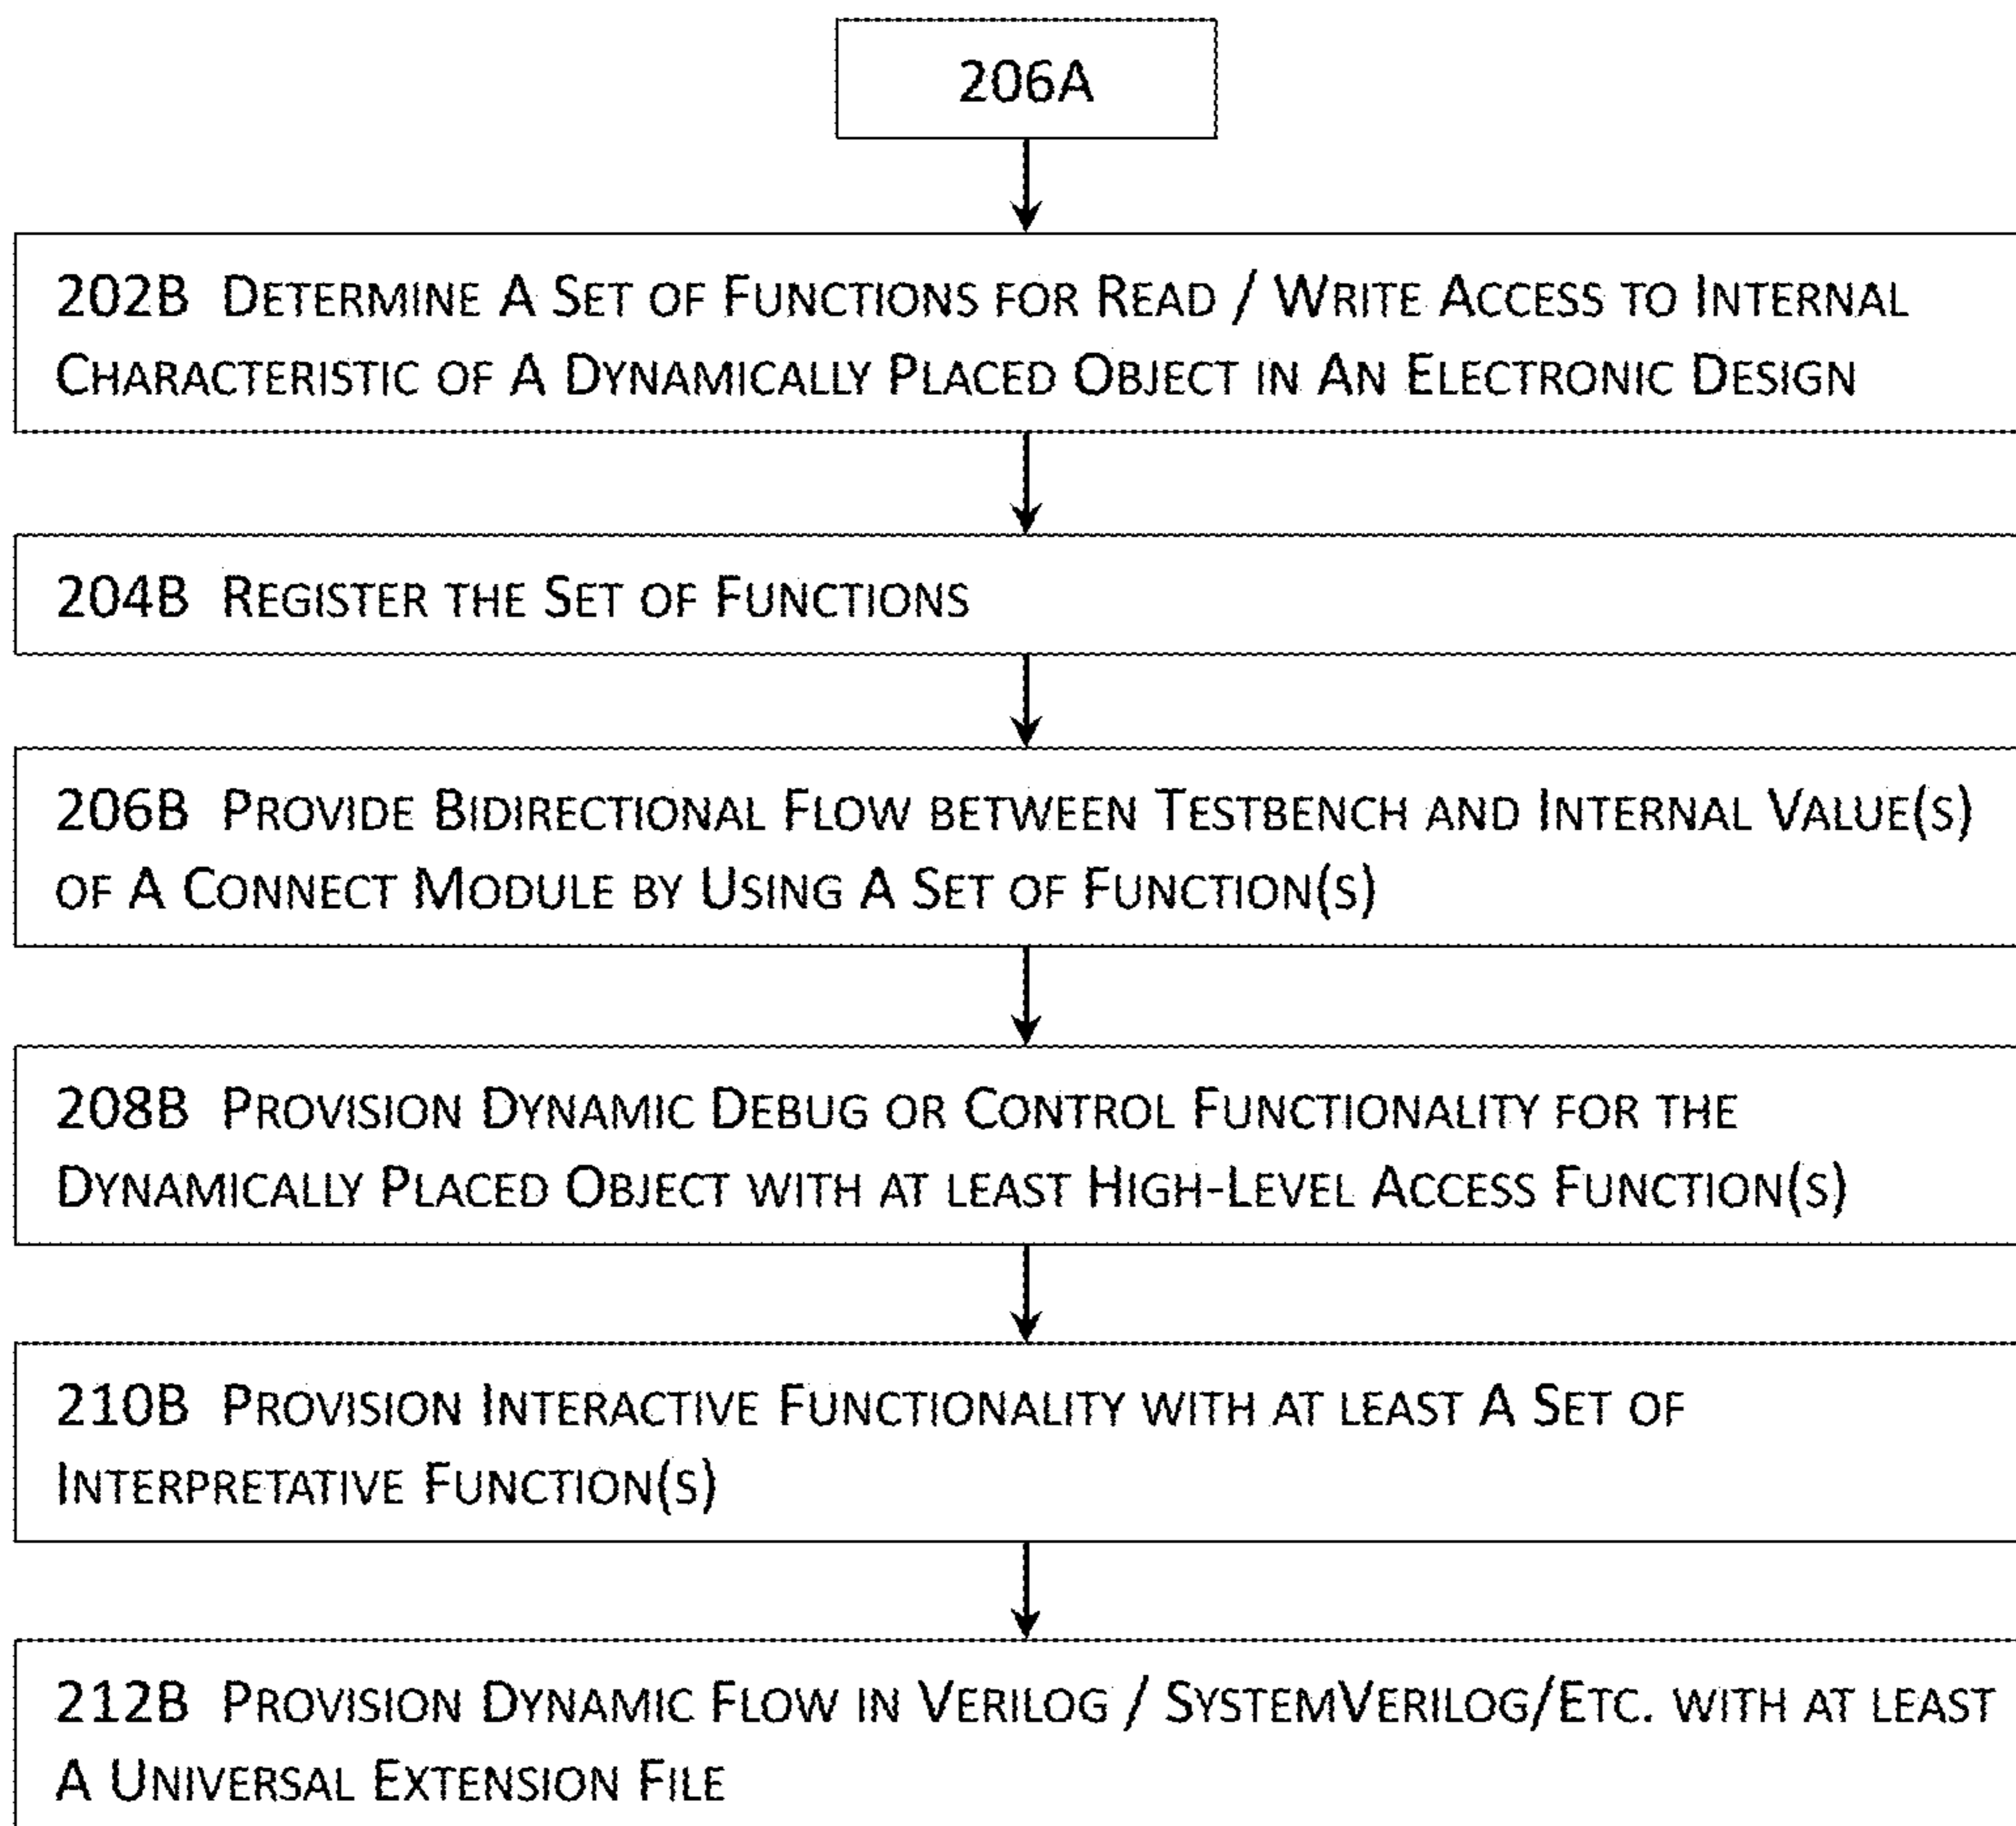 206A
202B DETERMINE A SET OF FUNCTIONS FOR READ / WRITE ACCESS TO INTERNAL
CHARACTERISTIC OF A DYNAMICALLY PLACED OBJECT IN AN ELECTRONIC DESIGN
204B REGISTER THE SET OF FUNCTIONS
206B PROVIDE BIDIRECTIONAL FLOW BETWEEN TESTBENCH AND INTERNAL VALUE(S)
OF A CONNECT MODULE BY USING A SET OF FUNCTION(S)
208B PROVISION DYNAMIC DEBUG OR CONTROL FUNCTIONALITY FOR THE
DYNAMICALLY PLACED OBJECT WITH AT LEAST HIGH-LEVEL ACCESS FUNCTION(S)
210B PROVISION INTERACTIVE FUNCTIONALITY WITH AT LEAST A SET OF
INTERPRETATIVE FUNCTION(S)
212B PROVISION DYNAMIC FLOW IN VERILOG / SYSTEMVERILOG/ETC. WITH AT LEAST
A UNIVERSAL EXTENSION FILE